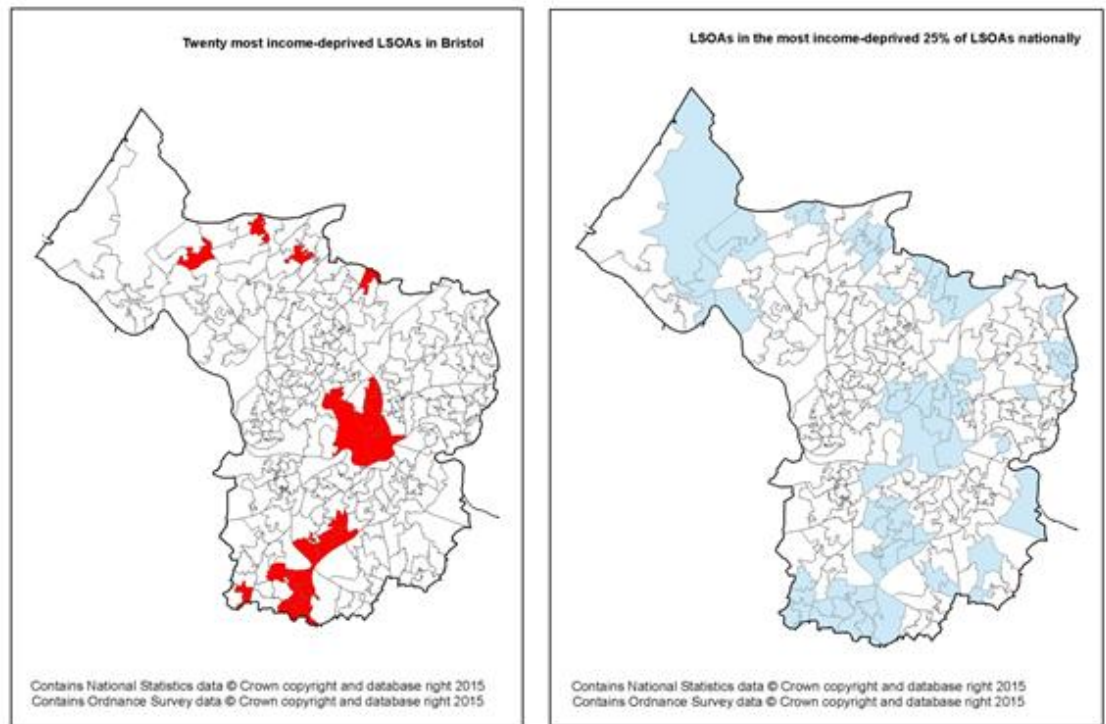 Twenty most income-deprived LSOAs in Bristol
Contains National Statistics data © Crown copyright and database right 2015
Contains Ordnance Survey data © Crown copyright and database right 2015
LSOAs in the most income-deprived 25% of LSOAs nationally
Contains National Statistics data © Crown copyright and database right 2015
Contains Ordnance Survey data © Crown copyright and database right 2015